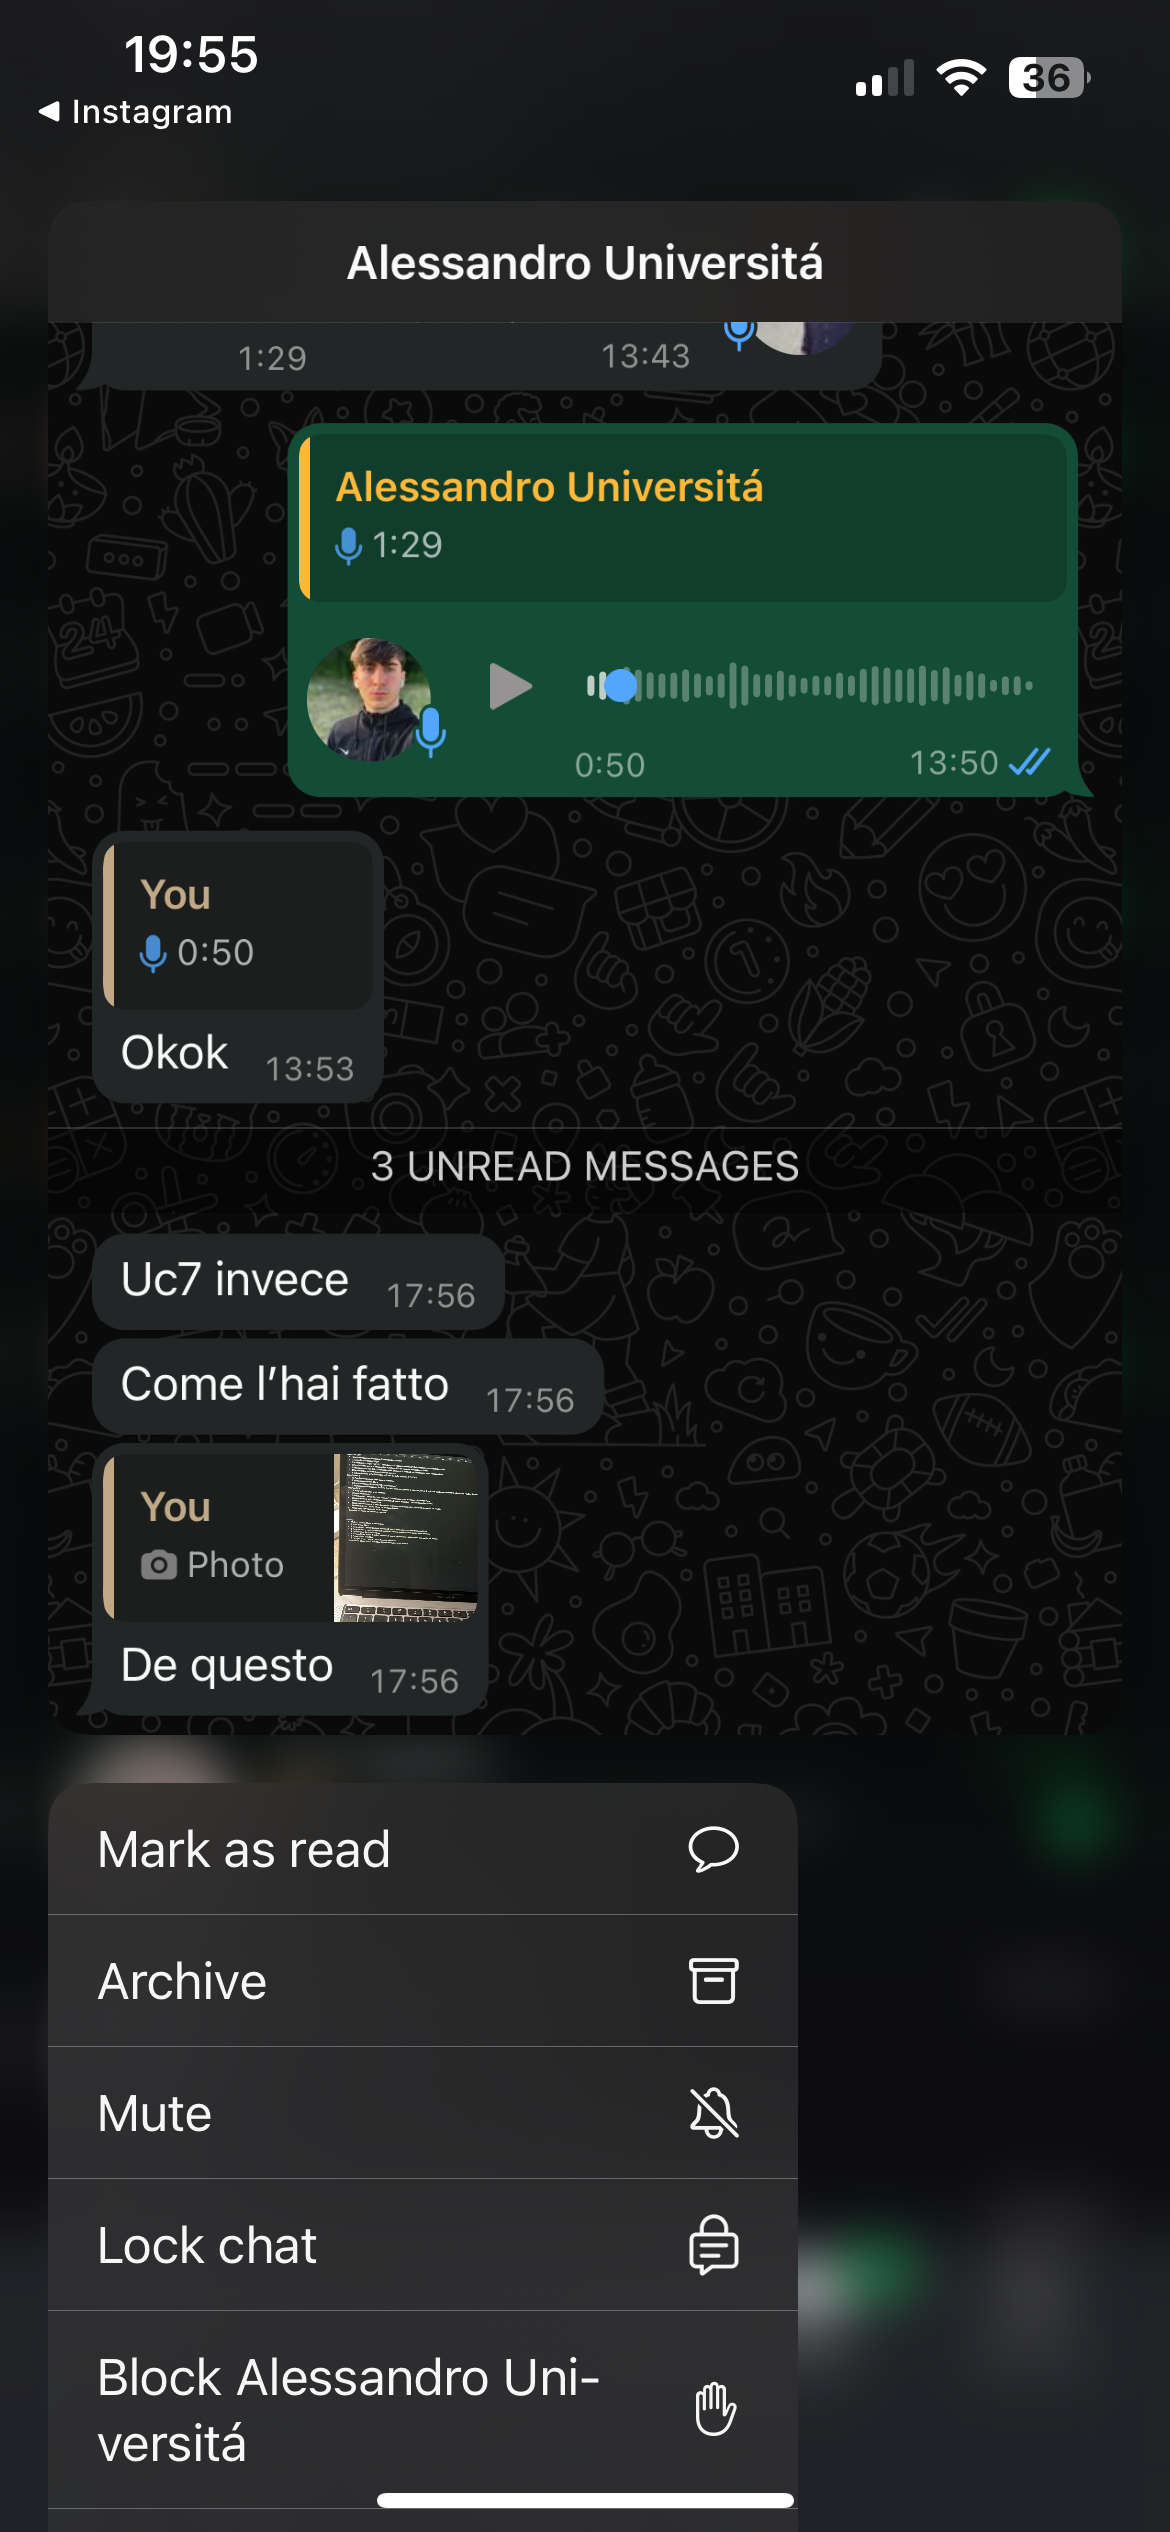 19:55
36
Instagram
Alessandro Universitá
1:29
13:43
Alessandro Universitá
1:29
0:50
13:50
You
0:50
Okok
13:53
3 UNREAD MESSAGES
Uc7 invece
17:56
Come l'hai fatto
17:56
You
Photo
De questo
17:56
Mark as read
Archive
Mute
Lock chat
Block Alessandro Uni-
versitá